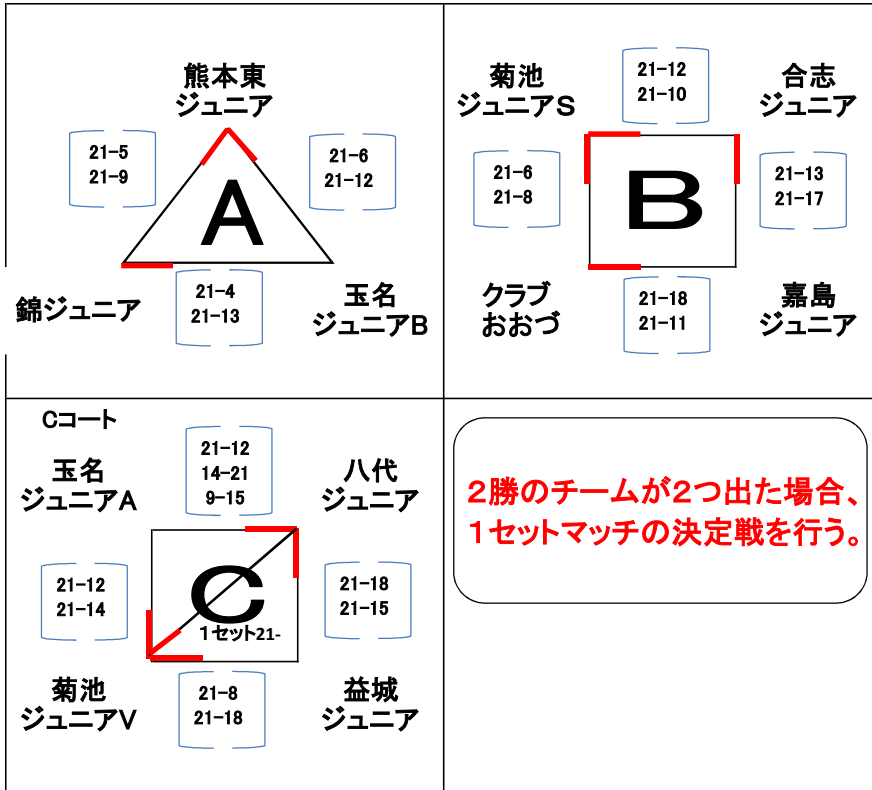 熊本東
ジュニア
21-5
21-9
21-6
21-12
A
錦ジュニア
21-4
21-13
玉名
ジュニアB
菊池
ジュニアS
21-12
21-10
合志
ジュニア
21-6
21-8
B
21-13
21-17
クラブ
おおづ
21-18
21-11
嘉島
ジュニア
Cコート
玉名
ジュニアA
21-12
14-21
9-15
八代
ジュニア
21-12
21-14
C
1セット21-
21-18
21-15
菊池
ジュニアV
21-8
21-18
益城
ジュニア
2勝のチームが2つ出た場合、
1セットマッチの決定戦を行う。